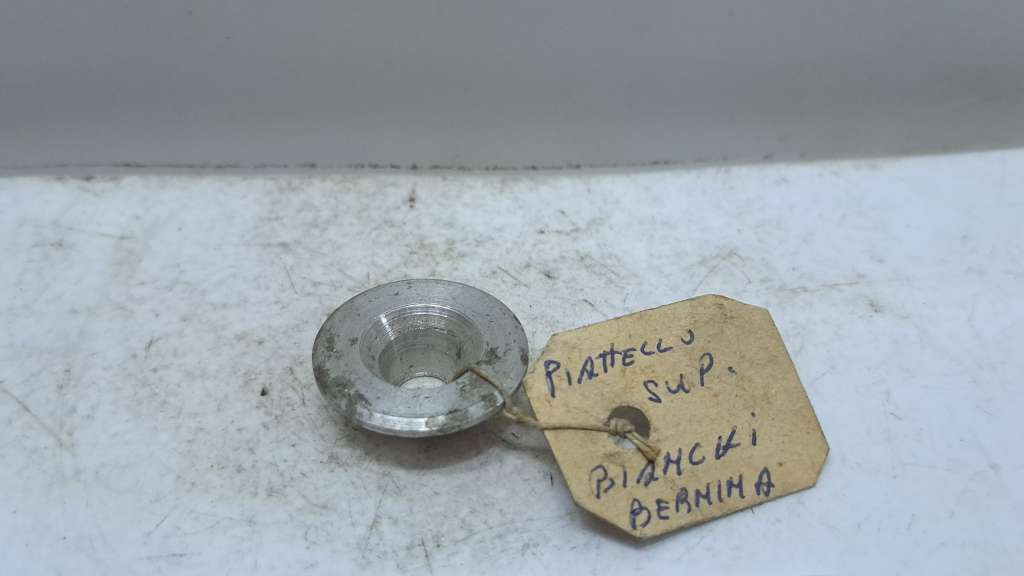 PIATTELLO
SUP.
BIANCHI
BERNINA